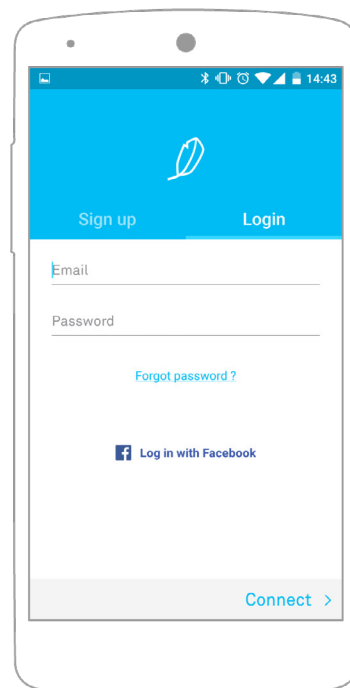 14:43
Sign up Login
Email
Password
Forgot password ?
f Log in with Facebook
Connect >